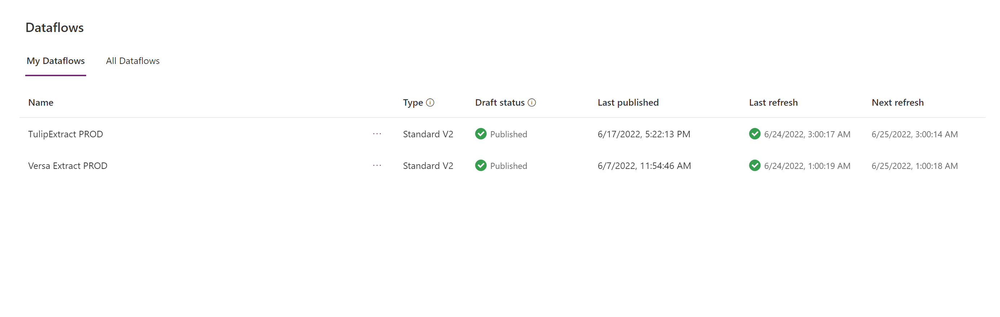 Dataflows
My Dataflows All Dataflows
Name Type Draft status Last published Last refresh Next refresh
TulipExtract PROD ... Standard V2 Published 6/17/2022, 5:22:13 PM 6/24/2022, 3:00:17 AM 6/25/2022, 3:00:14 AM
Versa Extract PROD ... Standard V2 Published 6/7/2022, 11:54:46 AM 6/24/2022, 1:00:19 AM 6/25/2022, 1:00:18 AM